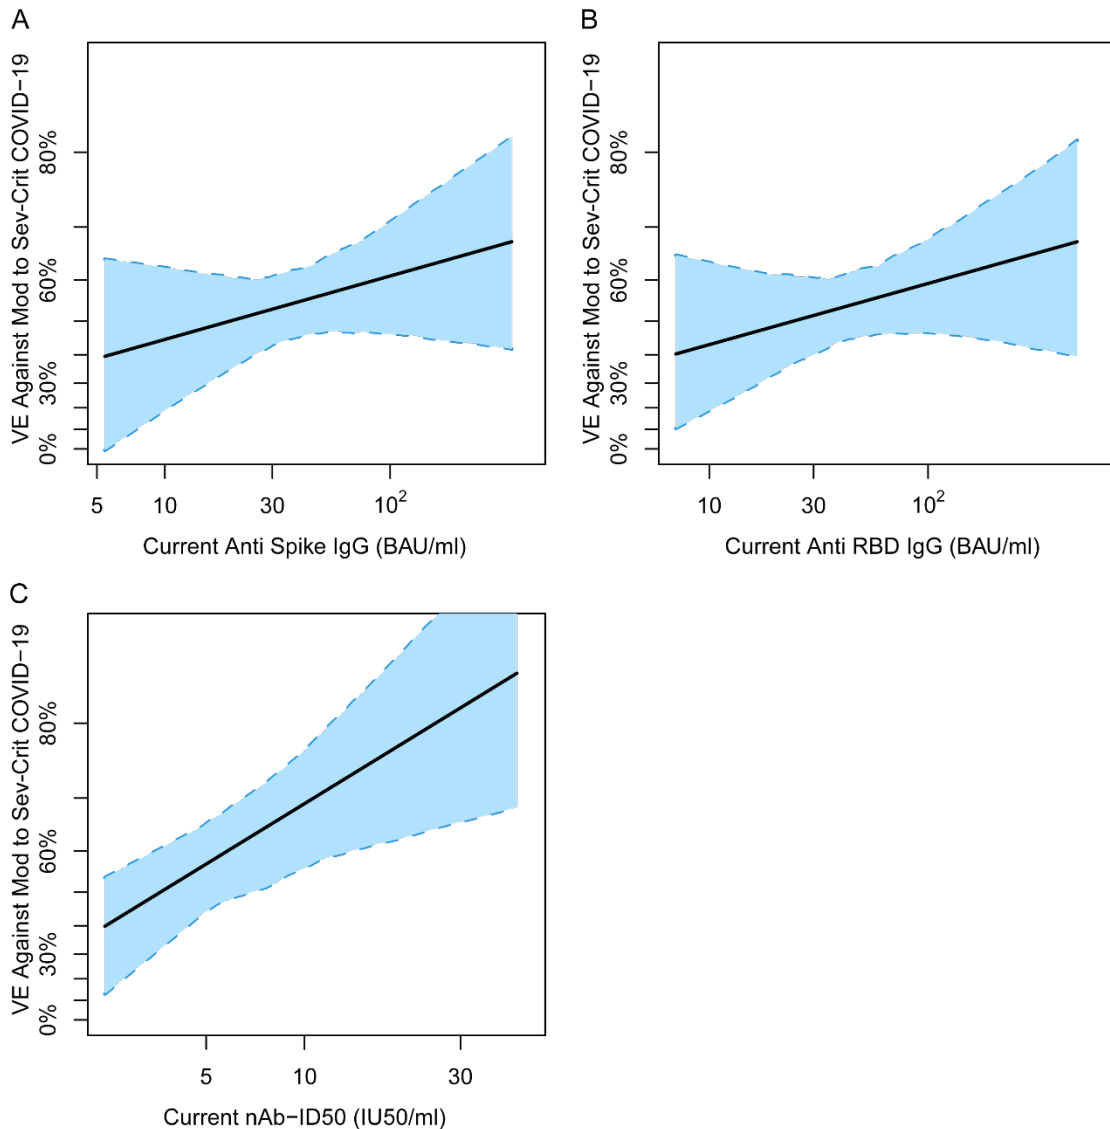 A
VE Against Mod to Sev-Crit COVID−19
80%
60%
30%
0%
5 10 30 10²
Current Anti Spike IgG (BAU/ml)
B
VE Against Mod to Sev-Crit COVID−19
80%
60%
30%
0%
10 30 10²
Current Anti RBD IgG (BAU/ml)
C
VE Against Mod to Sev-Crit COVID−19
80%
60%
30%
0%
5 10 30
Current nAb−ID50 (IU50/ml)